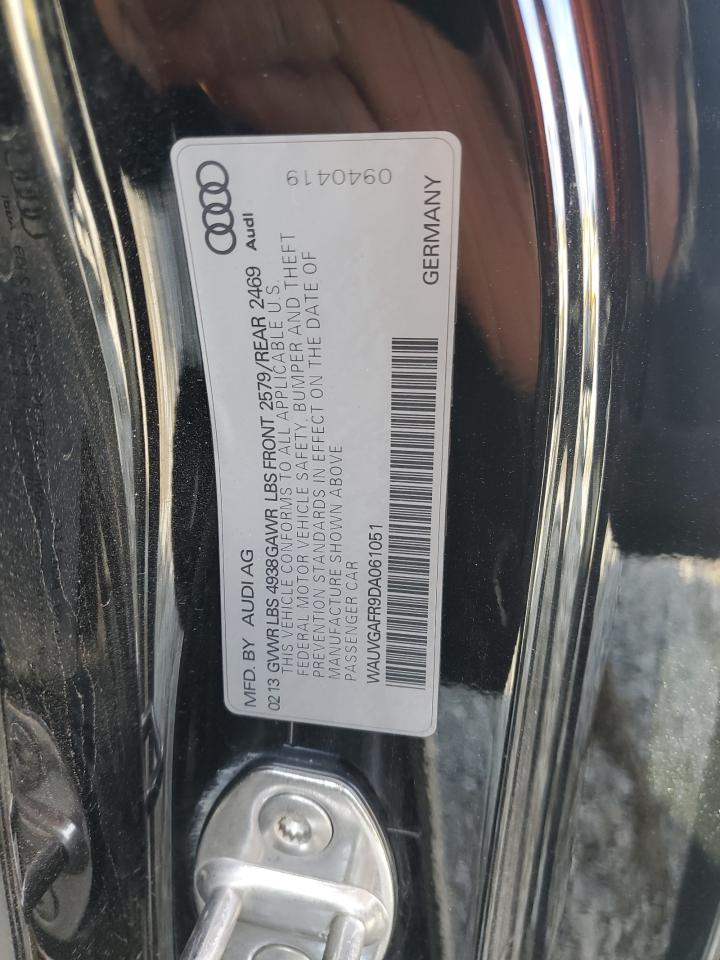 MFD. BY AUDI AG
Audi
0213 GVWR LBS 4938 GAWR LBS FRONT 2579/REAR 2469
THIS VEHICLE CONFORMS TO ALL APPLICABLE U.S.
FEDERAL MOTOR VEHICLE SAFETY, BUMPER AND THEFT
PREVENTION STANDARDS IN EFFECT ON THE DATE OF
MANUFACTURE SHOWN ABOVE
PASSENGER CAR
WAUVGAFR9DA061051
GERMANY
0940419